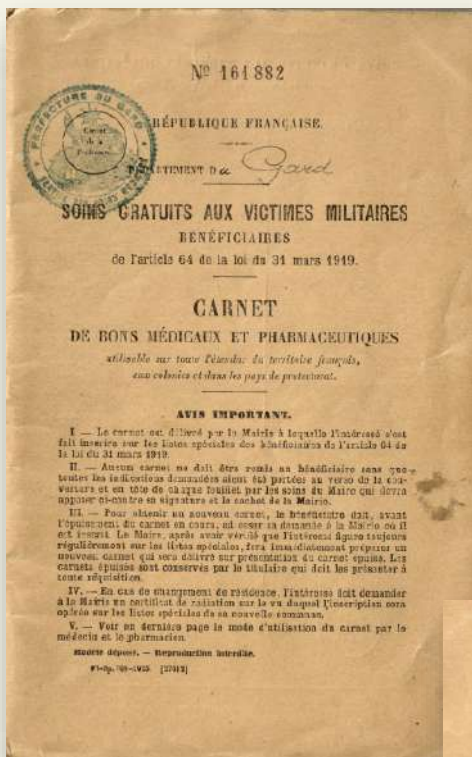 Nº 161882
PRÉFECTURE DU GARD
RÉPUBLIQUE FRANÇAISE.
DÉPARTEMENT Du Gard
SOINS GRATUITS AUX VICTIMES MILITAIRES
BÉNÉFICIAIRES
de l'article 64 de la loi du 31 mars 1919.
CARNET
DE BONS MÉDICAUX ET PHARMACEUTIQUES
utilisable sur toute l'étendue du territoire français,
aux colonies et dans les pays de protectorat.
AVIS IMPORTANT.
I. — Le carnet est délivré par la Mairie à laquelle l'intéressé s'est
fait inscrire sur les listes spéciales des bénéficiaires de l'article 64 de
la loi du 31 mars 1919.
II. — Aucun carnet ne doit être remis au bénéficiaire sans que
toutes les indications demandées aient été portées au verso de la cou-
verture et en tête de chaque feuillet par les soins du Maire qui devra
apposer ci-contre sa signature et le cachet de la Mairie.
III. — Pour obtenir un nouveau carnet, le bénéficiaire doit, avant
l'épuisement du carnet en cours, adresser sa demande à la Mairie où il
est inscrit. Le Maire, après avoir vérifié que l'intéressé figure toujours
régulièrement sur les listes spéciales, fera immédiatement préparer un
nouveau carnet qui sera délivré sur présentation du carnet épuisé. Les
carnets épuisés sont conservés par le titulaire qui doit les présenter à
toute réquisition.
IV. — En cas de changement de résidence, l'intéressé doit demander
à la Mairie un certificat de radiation sur le vu duquel l'inscription sera
opérée sur les listes spéciales de sa nouvelle commune.
V. — Voir en dernière page le mode d'utilisation du carnet par le
médecin et le pharmacien.
Modèle déposé. — Reproduction interdite.